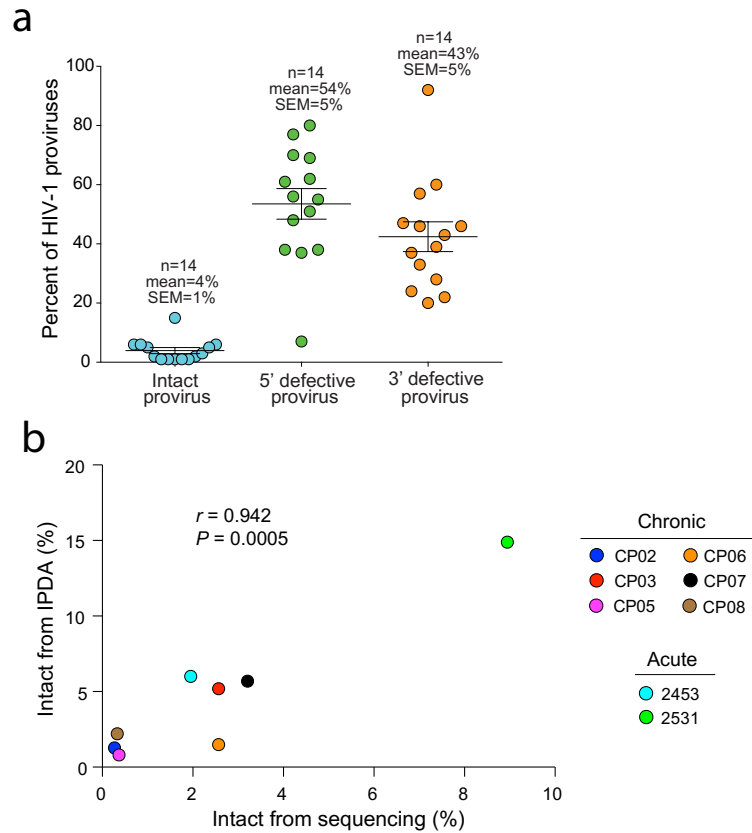 a
n=14
mean=4%
SEM=1%
n=14
mean=54%
SEM=5%
n=14
mean=43%
SEM=5%
Percent of HIV-1 proviruses
100
80
60
40
20
0
Intact
provirus
5’ defective
provirus
3’ defective
provirus
b
Intact from IPDA (%)
20
15
10
5
0
r = 0.942
P = 0.0005
0 2 4 6 8 10
Intact from sequencing (%)
Chronic
CP02 CP06
CP03 CP07
CP05 CP08
Acute
2453
2531